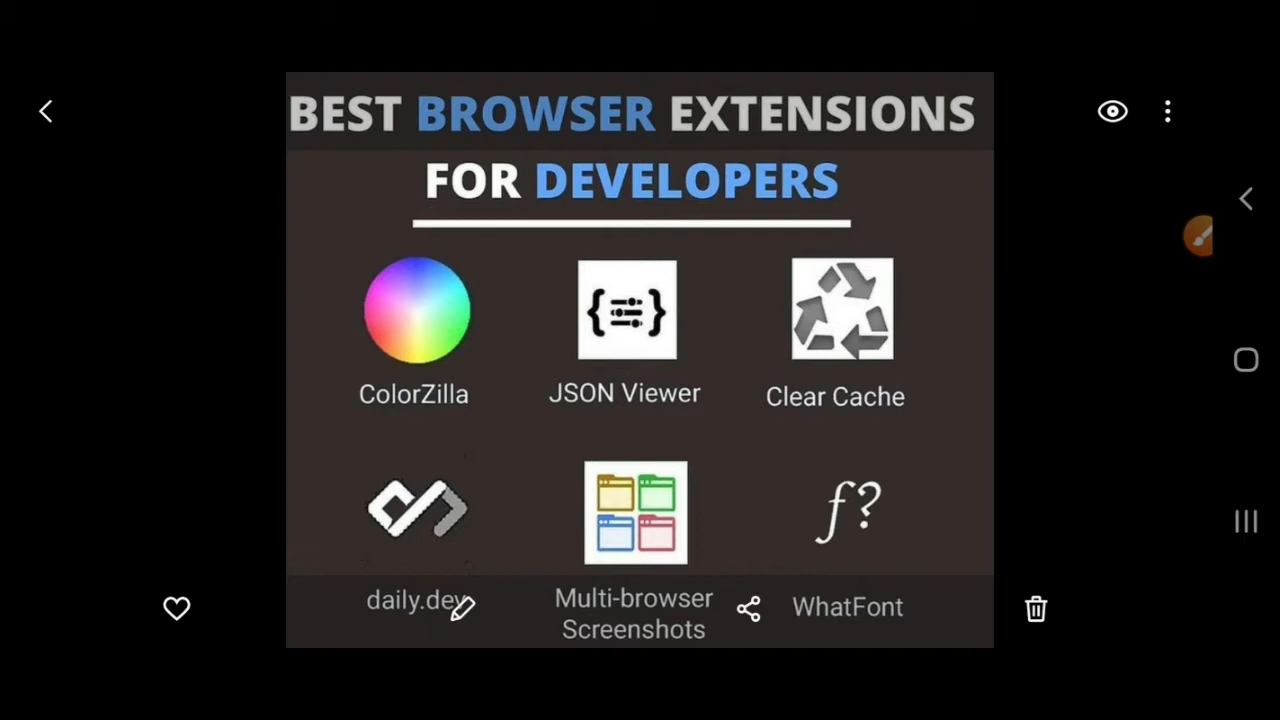 BEST BROWSER EXTENSIONS
FOR DEVELOPERS
ColorZilla
JSON Viewer
Clear Cache
f?
daily.dev
Multi-browser
Screenshots
WhatFont